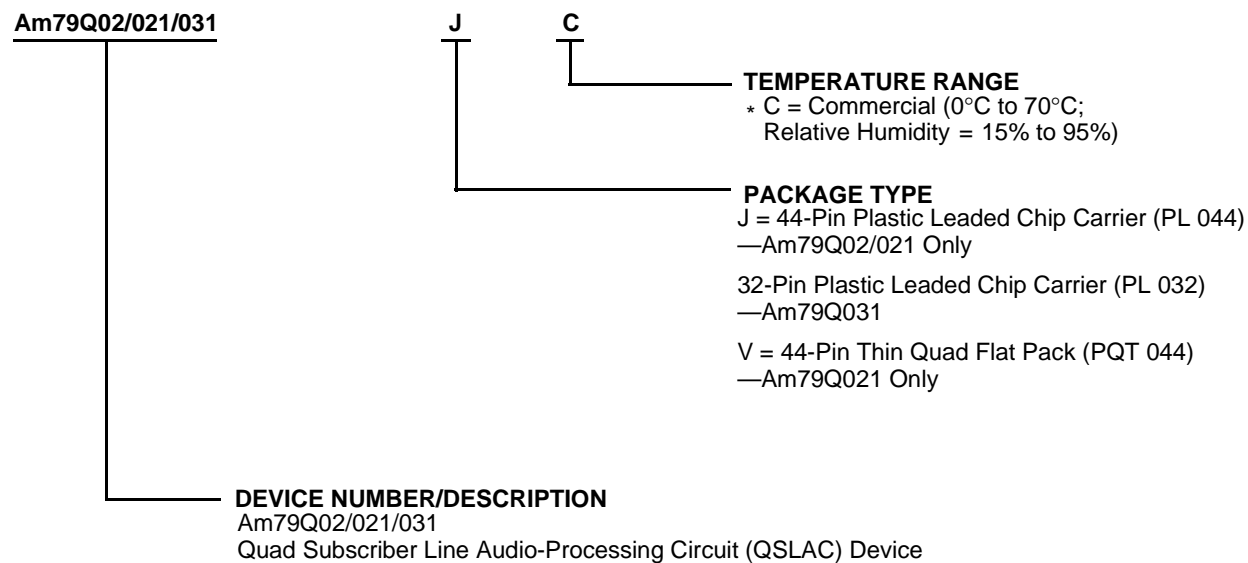 Am79Q02/021/031 J C
TEMPERATURE RANGE
* C = Commercial (0°C to 70°C;
Relative Humidity = 15% to 95%)
PACKAGE TYPE
J = 44-Pin Plastic Leaded Chip Carrier (PL 044)
—Am79Q02/021 Only
32-Pin Plastic Leaded Chip Carrier (PL 032)
—Am79Q031
V = 44-Pin Thin Quad Flat Pack (PQT 044)
—Am79Q021 Only
DEVICE NUMBER/DESCRIPTION
Am79Q02/021/031
Quad Subscriber Line Audio-Processing Circuit (QSLAC) Device